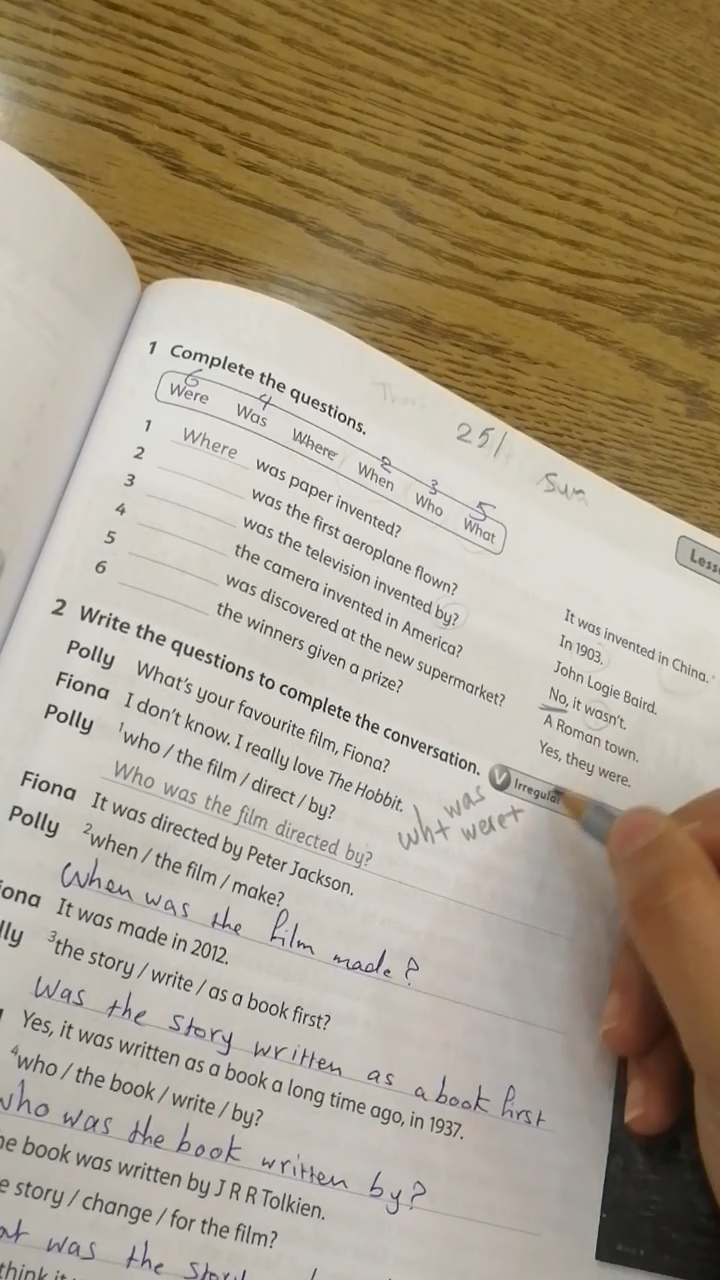 1 Complete the questions.
6 4 2 3 5
Were Was Where When Who What
25/
1 Where was paper invented? It was invented in China.
2 was the first aeroplane flown? In 1903.
3 was the television invented by? John Logie Baird.
4 the camera invented in America? No, it wasn't.
5 was discovered at the new supermarket? A Roman town.
6 the winners given a prize? Yes, they were.
2 Write the questions to complete the conversation.
V Irregular
Polly What's your favourite film, Fiona?
Fiona I don't know. I really love The Hobbit.
Polly 1who / the film / direct / by?
Who was the film directed by?
was
wht weret
Fiona It was directed by Peter Jackson.
Polly 2when / the film / make?
When was the film made?
iona It was made in 2012.
lly 3the story / write / as a book first?
Was the story written as a book first
Yes, it was written as a book a long time ago, in 1937.
4who / the book / write / by?
who was the book written by?
he book was written by J R R Tolkien.
e story / change / for the film?
at was the
think it